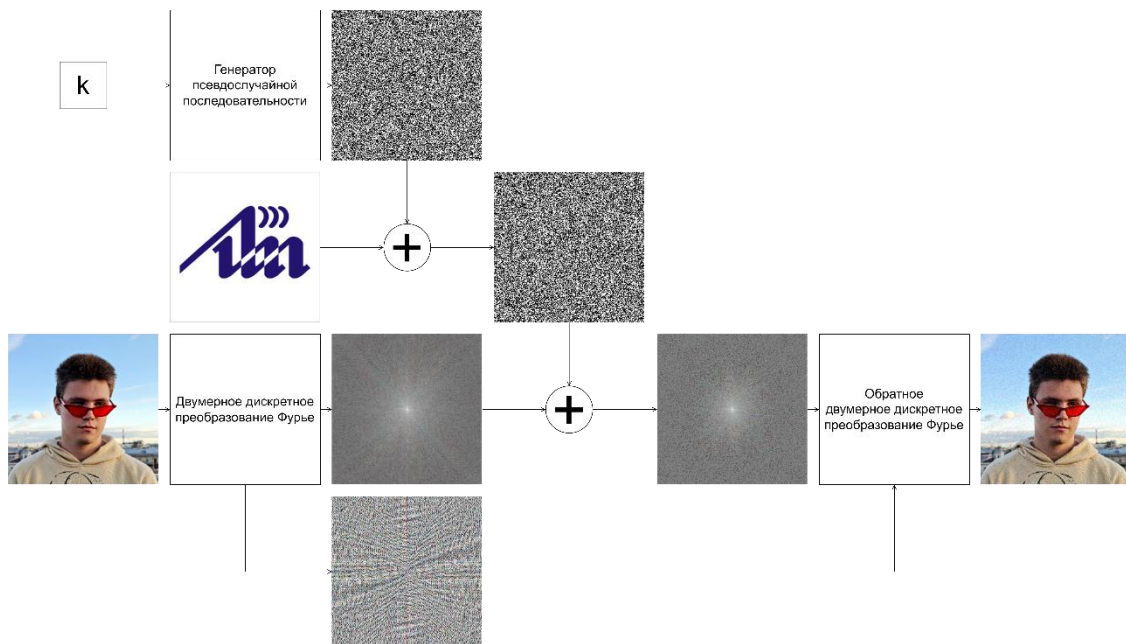 k
Генератор
псевдослучайной
последовательности
+
+
Двумерное дискретное
преобразование Фурье
Обратное
двумерное дискретное
преобразование Фурье